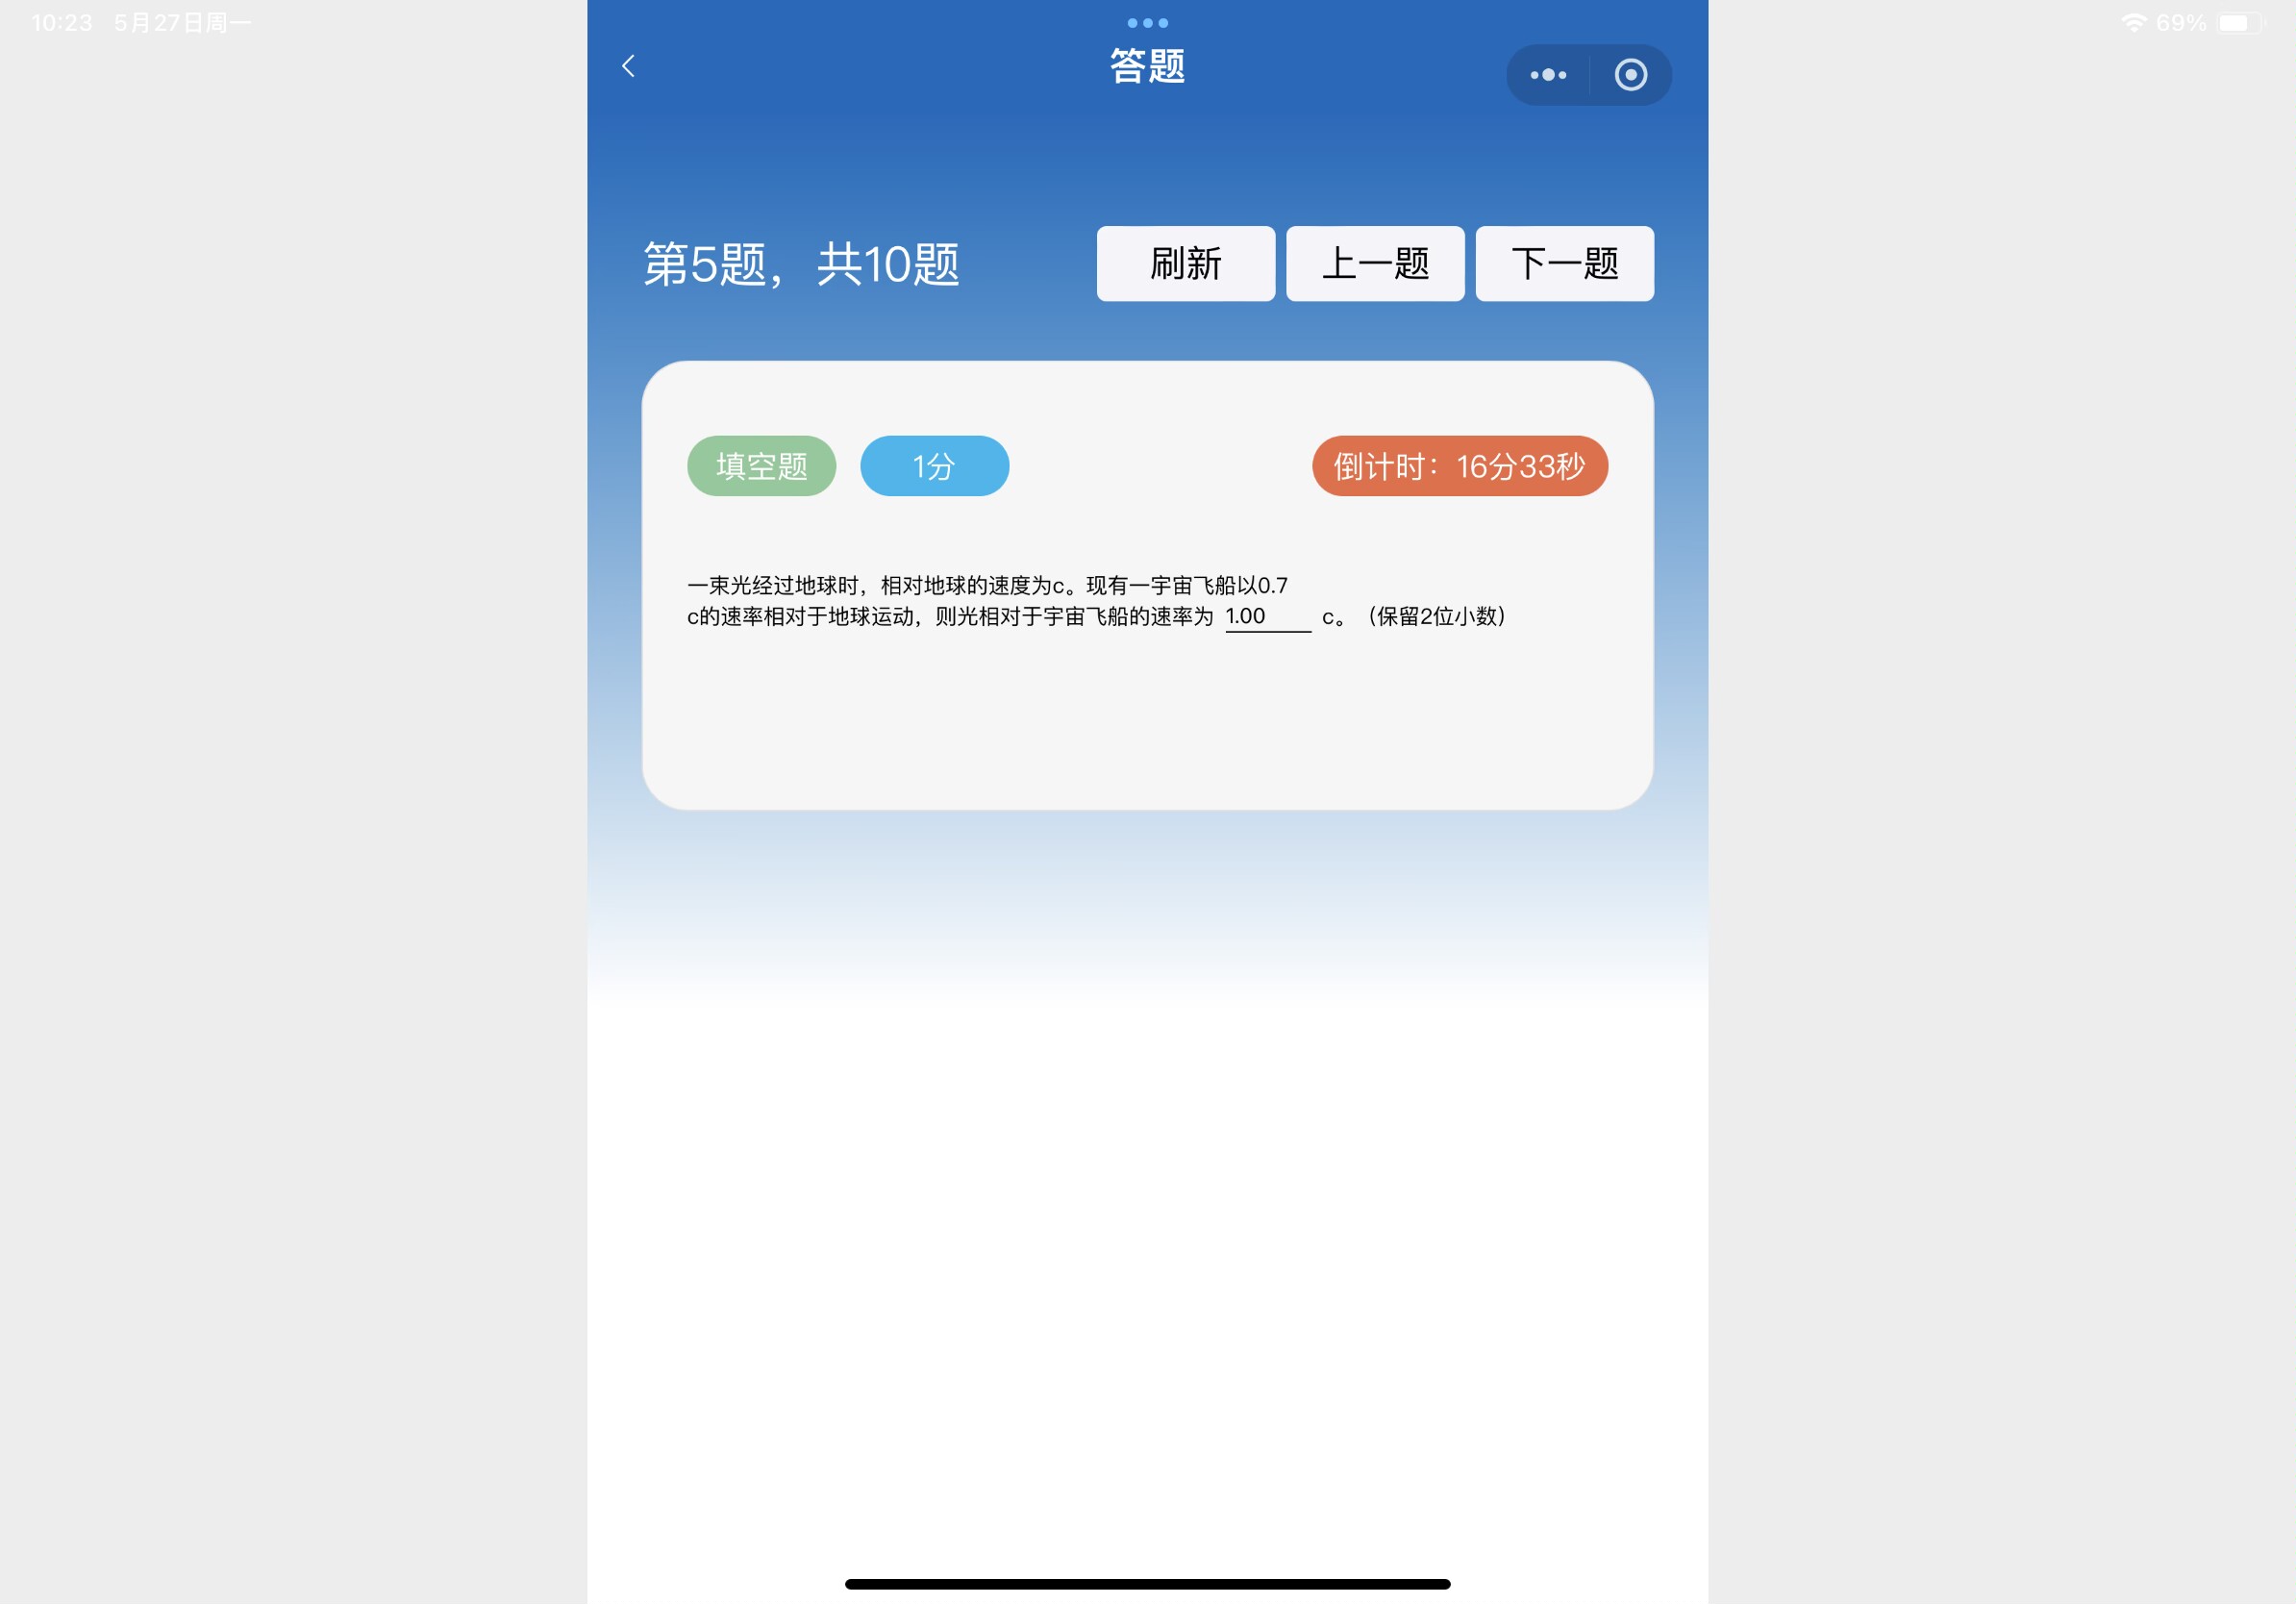 10:23 5月27日周一
69%
答题
第5题，共10题
刷新
上一题
下一题
填空题
1分
倒计时：16分33秒
一束光经过地球时，相对地球的速度为c。现有一宇宙飞船以0.7
c的速率相对于地球运动，则光相对于宇宙飞船的速率为 1.00 c。（保留2位小数）